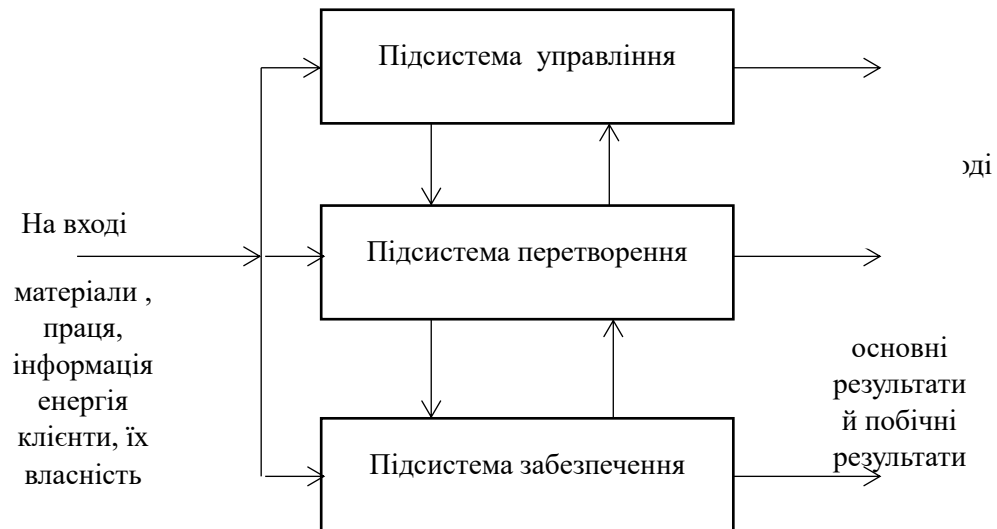 Підсистема управління
На вході
матеріали ,
праця,
інформація
енергія
клієнти, їх
власність
Підсистема перетворення
Підсистема забезпечення
основні
результати
й побічні
результати